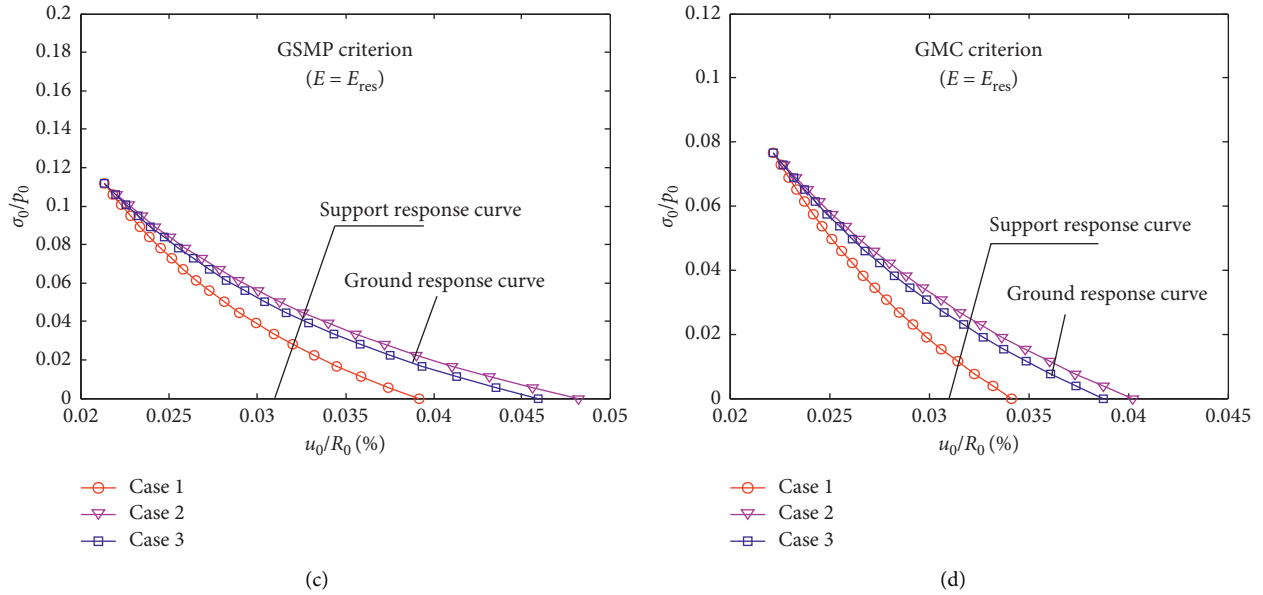 0.2
0.18
0.16
0.14
0.12
0.1
0.08
0.06
0.04
0.02
0
σ0/p0
GSMP criterion
(E = Eres)
Support response curve
Ground response curve
0.02 0.025 0.03 0.035 0.04 0.045 0.05
u0/R0 (%)
Case 1
Case 2
Case 3
(c)
0.12
0.1
0.08
0.06
0.04
0.02
0
σ0/p0
GMC criterion
(E = Eres)
Support response curve
Ground response curve
0.02 0.025 0.03 0.035 0.04 0.045
u0/R0 (%)
Case 1
Case 2
Case 3
(d)